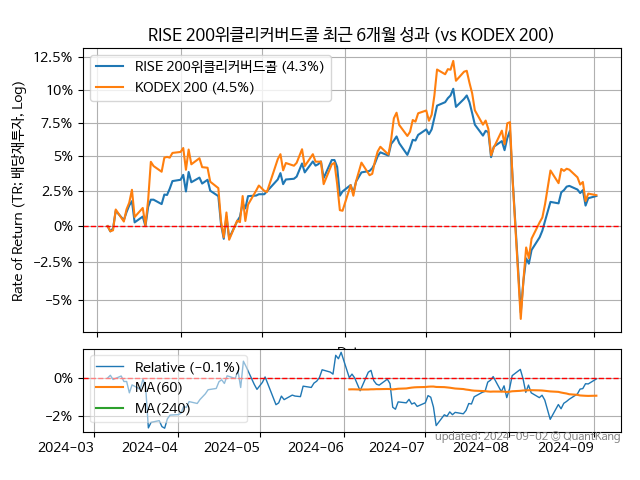 RISE 200위클리커버드콜 최근 6개월 성과 (vs KODEX 200)
Rate of Return (TR: 배당재투자, Log)
12.5%
10%
7.5%
5%
2.5%
0%
−2.5%
−5%
RISE 200위클리커버드콜 (4.3%)
KODEX 200 (4.5%)
0%
−2%
Relative (−0.1%)
MA(60)
MA(240)
2024−03
2024−04
2024−05
2024−06
2024−07
2024−08
2024−09
updated: 2024−09−02 © QuantKang